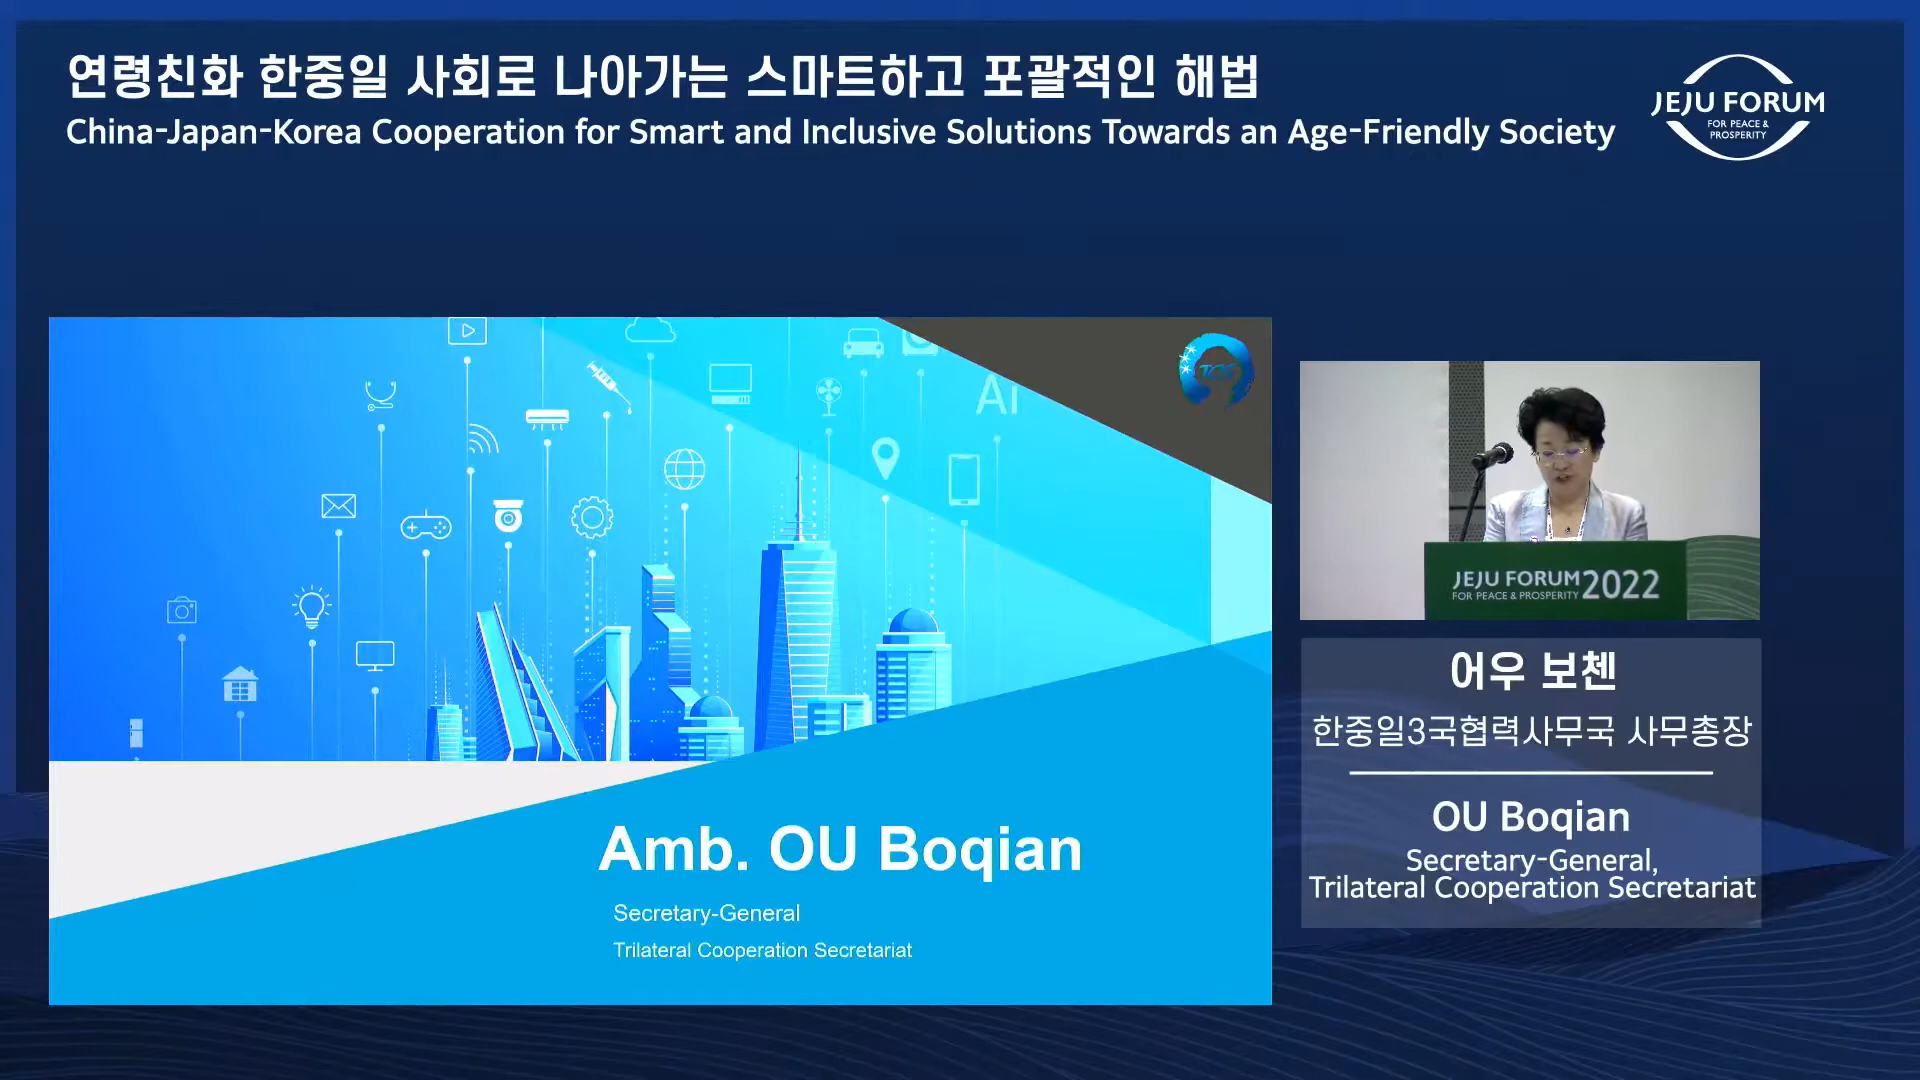 연령친화 한중일 사회로 나아가는 스마트하고 포괄적인 해법
China-Japan-Korea Cooperation for Smart and Inclusive Solutions Towards an Age-Friendly Society
JEJU FORUM
FOR PEACE &
PROSPERITY
TCS
AI
Amb. OU Boqian
Secretary-General
Trilateral Cooperation Secretariat
JEJU FORUM 2022
FOR PEACE & PROSPERITY
어우 보첸
한중일3국협력사무국 사무총장
OU Boqian
Secretary-General,
Trilateral Cooperation Secretariat